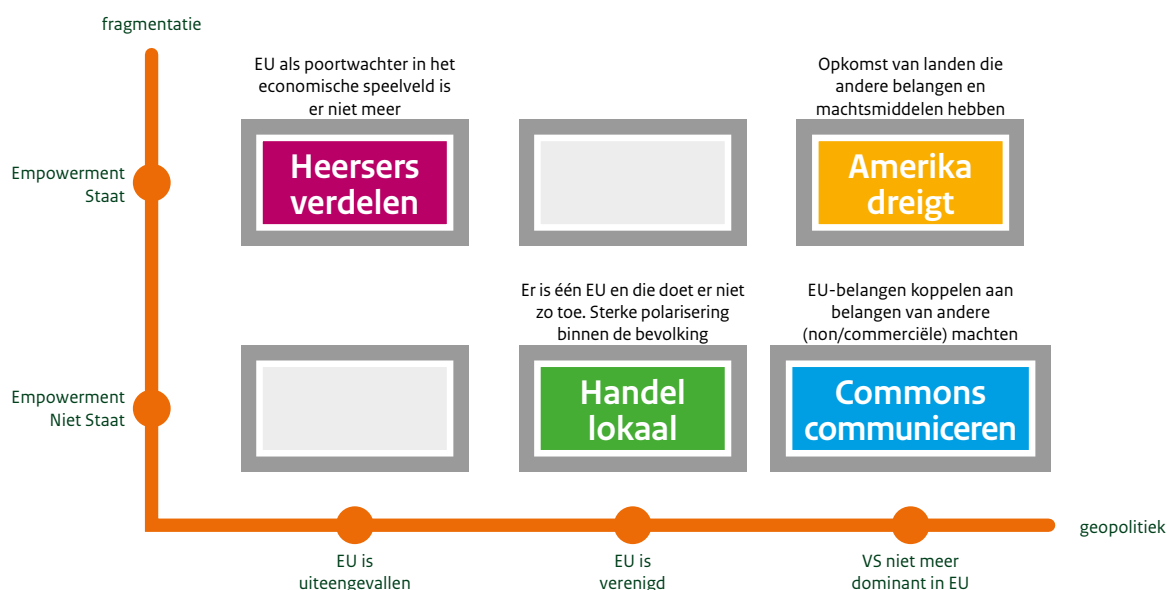 fragmentatie
EU als poortwachter in het
economische speelveld is
er niet meer
Opkomst van landen die
andere belangen en
machtsmiddelen hebben
Empowerment
Staat
Heersers
verdelen
Amerika
dreigt
Er is één EU en die doet er niet
zo toe. Sterke polarisering
binnen de bevolking
EU-belangen koppelen aan
belangen van andere
(non/commerciële) machten
Empowerment
Niet Staat
Handel
lokaal
Commons
communiceren
geopolitiek
EU is
uiteengevallen
EU is
verenigd
VS niet meer
dominant in EU